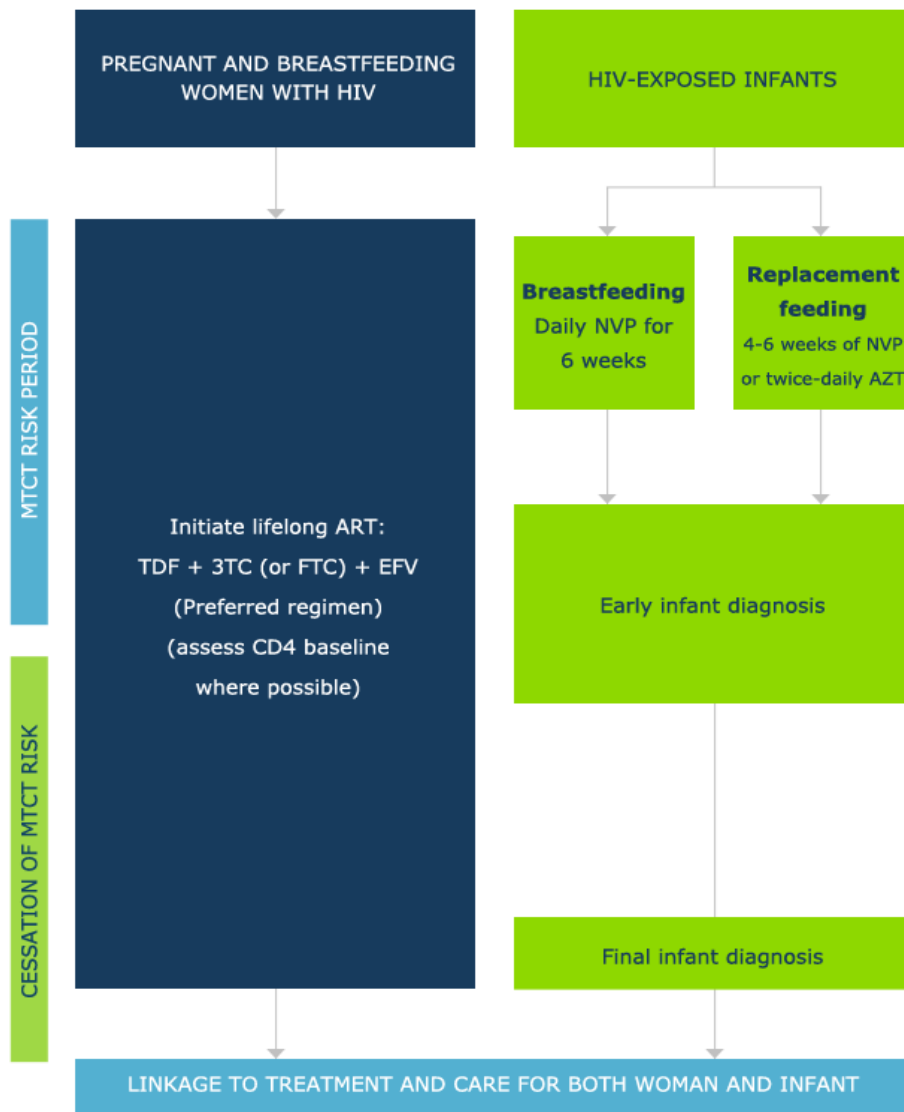 PREGNANT AND BREASTFEEDING
WOMEN WITH HIV
HIV-EXPOSED INFANTS
MTCT RISK PERIOD
Breastfeeding
Daily NVP for
6 weeks
Replacement
feeding
4-6 weeks of NVP
or twice-daily AZT
Initiate lifelong ART:
TDF + 3TC (or FTC) + EFV
(Preferred regimen)
(assess CD4 baseline
where possible)
Early infant diagnosis
CESSATION OF MTCT RISK
Final infant diagnosis
LINKAGE TO TREATMENT AND CARE FOR BOTH WOMAN AND INFANT